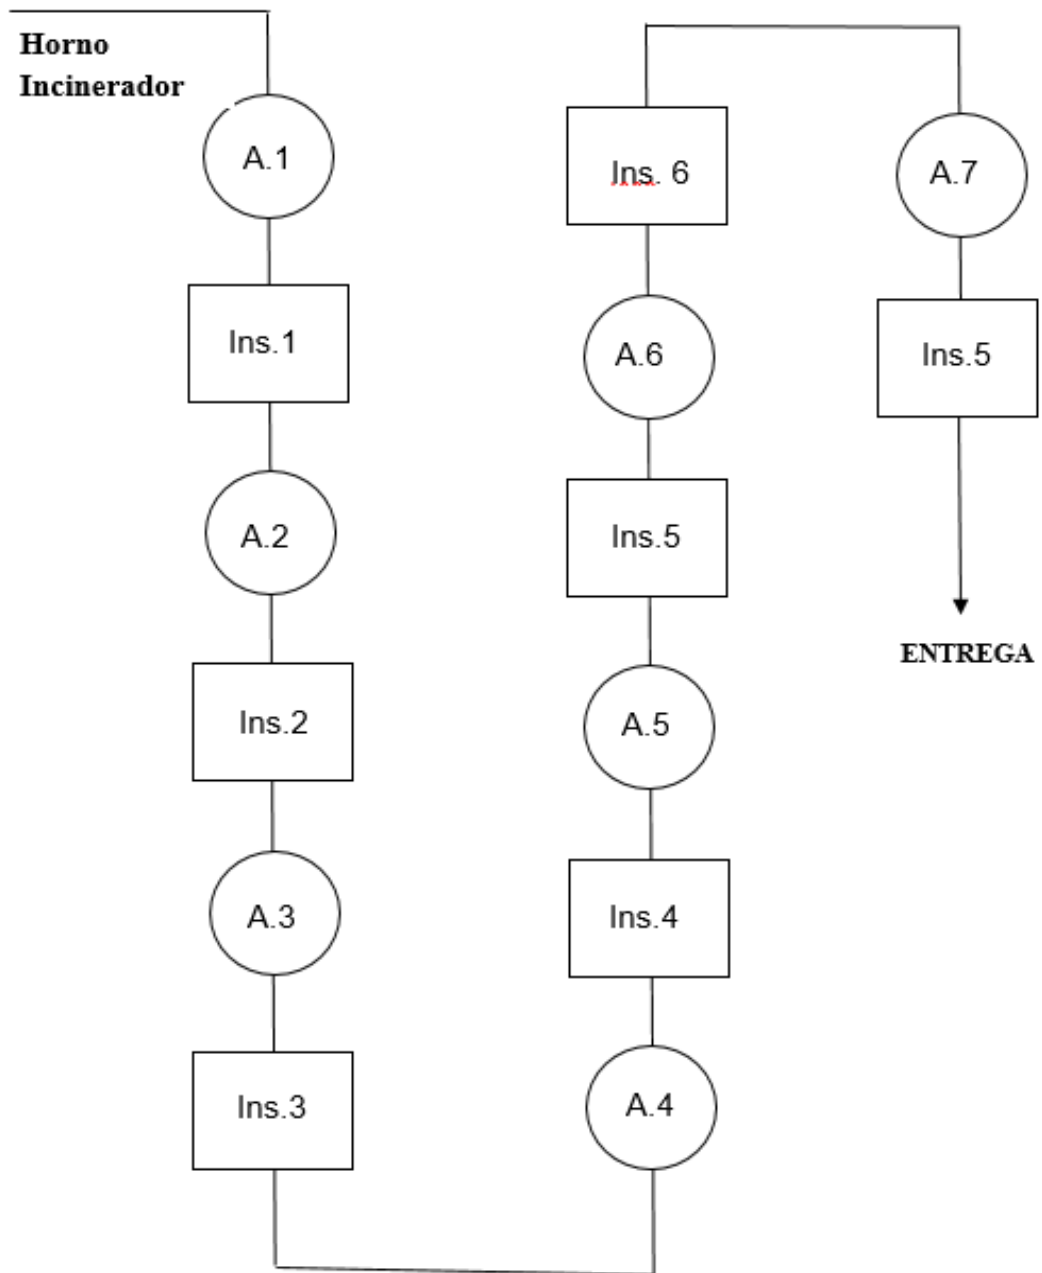 Horno
Incinerador
A.1
Ins.1
A.2
Ins.2
A.3
Ins.3
A.4
Ins.4
A.5
Ins.5
A.6
Ins. 6
A.7
Ins.5
ENTREGA